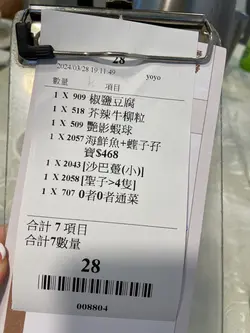 28
2024/03/28 19:11:49 yoyo
數量 項目
1 X 909 椒鹽豆腐
1 X 518 芥辣牛柳粒
1 X 509 艷影蝦球
1 X 2057 海鮮魚+蟶子孖
寶$468
1 X 2043 [沙巴躉(小)]
1 X 2058 [聖子>4隻]
1 X 707 0者0者通菜
合計 7 項目
合計7數量
28
008804